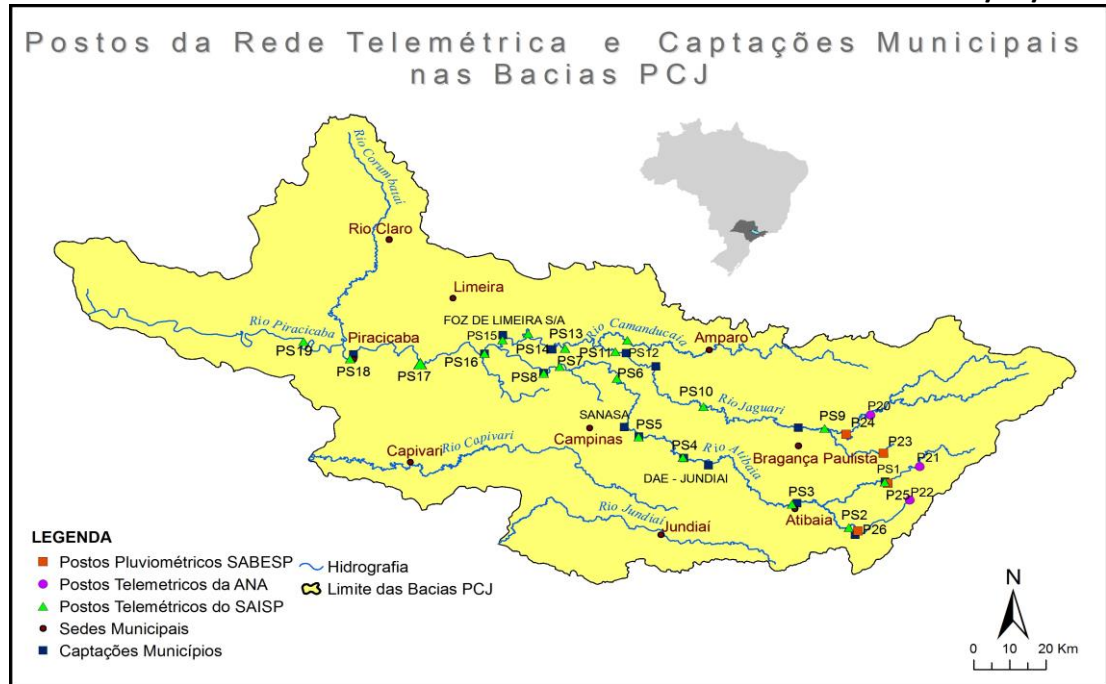 Postos da Rede Telemétrica e Captações Municipais
nas Bacias PCJ
Rio Corumbataí
Rio Claro
Limeira
FOZ DE LIMEIRA S/A
Rio Camanducaia
Rio Piracicaba
Piracicaba
PS15
PS13
PS14
PS11
PS12
Amparo
PS19
PS18
PS17
PS16
PS8
PS7
PS6
PS10
Rio Jaguari
PS9
P20
P24
SANASA
PS5
Campinas
Rio Capivari
Capivari
PS4
Rio Atibaia
Bragança Paulista
P23
P21
PS1
DAE - JUNDIAI
PS3
Atibaia
P25
P22
PS2
P26
Rio Jundiaí
Jundiaí
LEGENDA
Postos Pluviométricos SABESP
Postos Telemetricos da ANA
Postos Telemétricos do SAISP
Sedes Municipais
Captações Municípios
Hidrografia
Limite das Bacias PCJ
N
0 10 20 Km